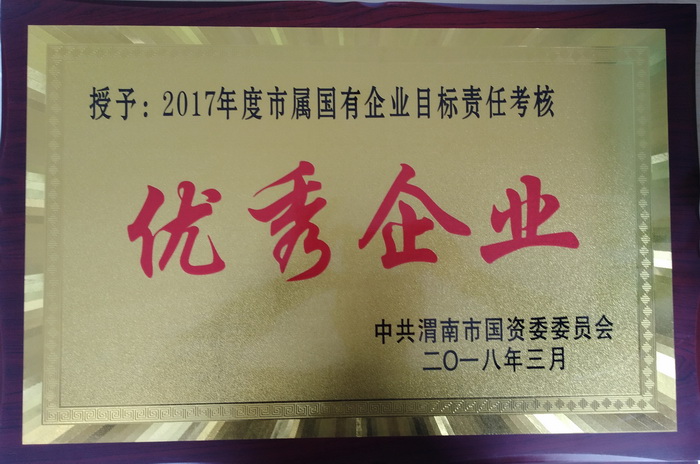 授予：2017年度市属国有企业目标责任考核
优秀企业
中共渭南市国资委委员会
二〇一八年三月